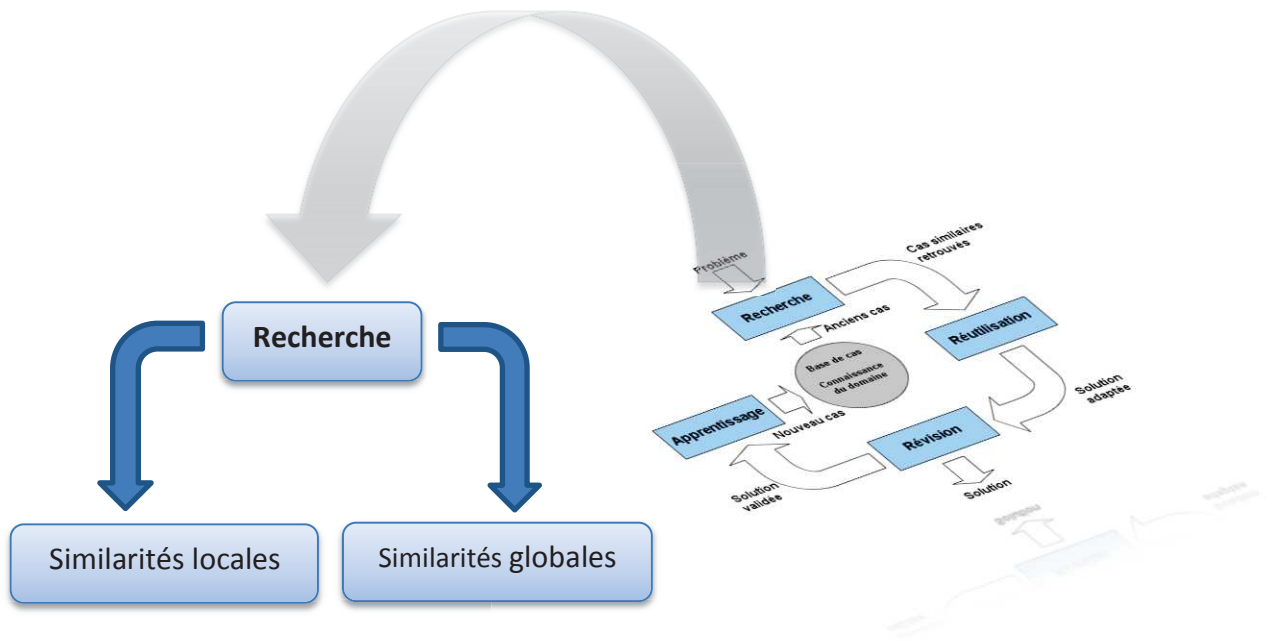 Problème
Cas similaires
retrouvés
Recherche
Anciens cas
Réutilisation
Base de cas
Connaissance
du domaine
Solution
adaptée
Apprentissage
Nouveau cas
Révision
Solution
validée
Solution
Recherche
Similarités locales
Similarités globales